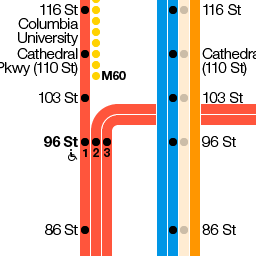 116 St
Columbia
University
Cathedral
Pkwy (110 St)
M60
103 St
96 St
1 2 3
86 St
116 St
Cathedra
(110 St)
103 St
96 St
86 St